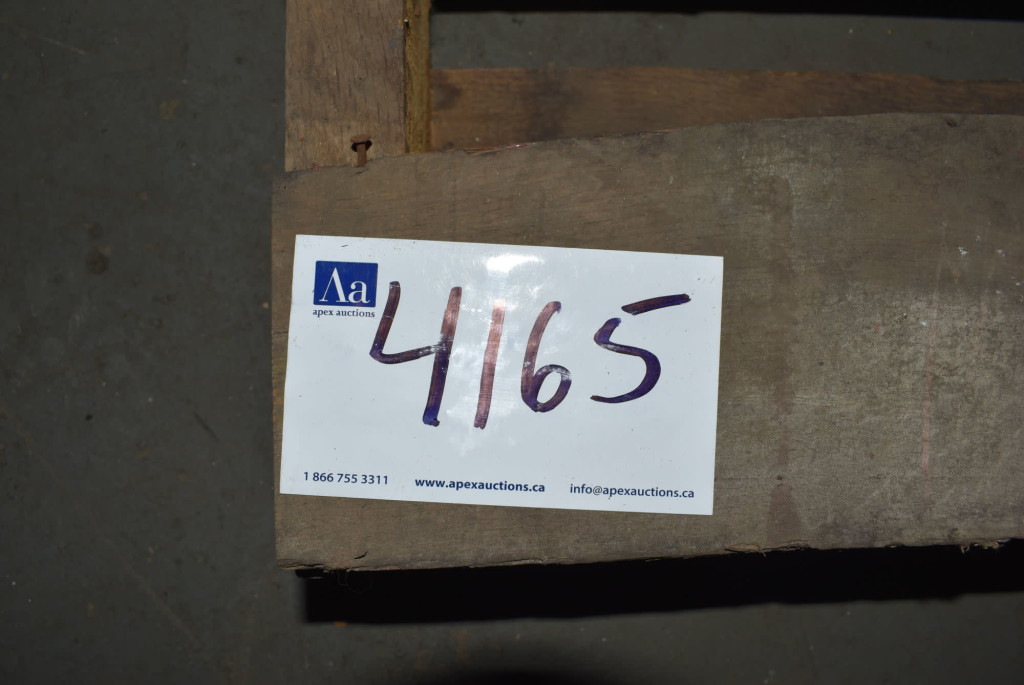 Aa
apex auctions
4165
1 866 755 3311 www.apexauctions.ca info@apexauctions.ca